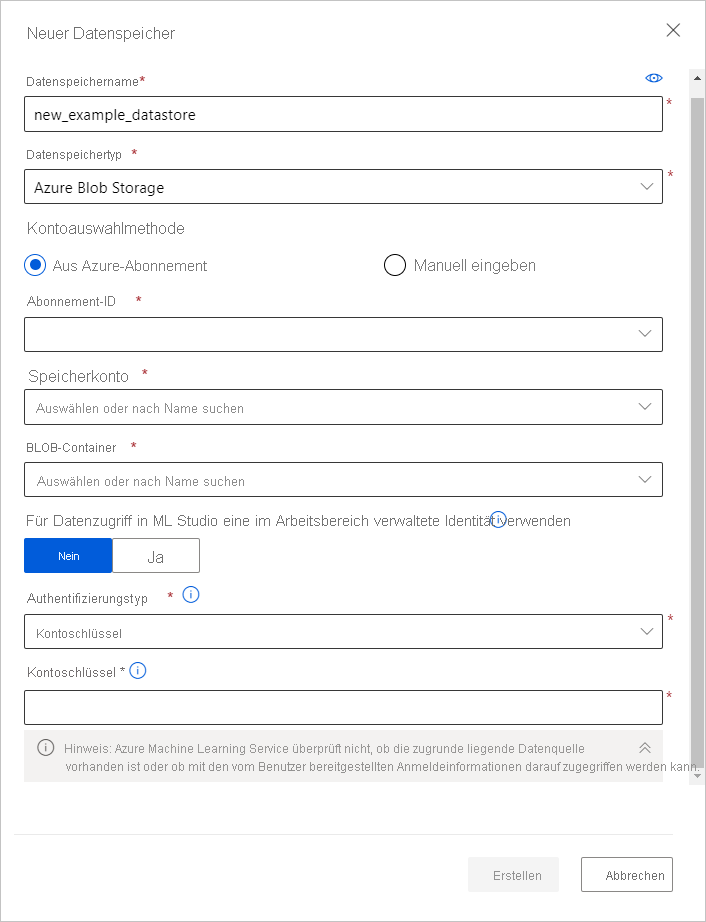 Neuer Datenspeicher
Datenspeichername*
new_example_datastore *
Datenspeichertyp *
Azure Blob Storage *
Kontoauswahlmethode
Aus Azure-Abonnement Manuell eingeben
Abonnement-ID *
Speicherkonto *
Auswählen oder nach Name suchen
BLOB-Container *
Auswählen oder nach Name suchen
Für Datenzugriff in ML Studio eine im Arbeitsbereich verwaltete Identität verwenden
Nein Ja
Authentifizierungstyp *
Kontoschlüssel *
Kontoschlüssel *
*
Hinweis: Azure Machine Learning Service überprüft nicht, ob die zugrunde liegende Datenquelle
vorhanden ist oder ob mit den vom Benutzer bereitgestellten Anmeldeinformationen darauf zugegriffen werden kann.
Erstellen Abbrechen